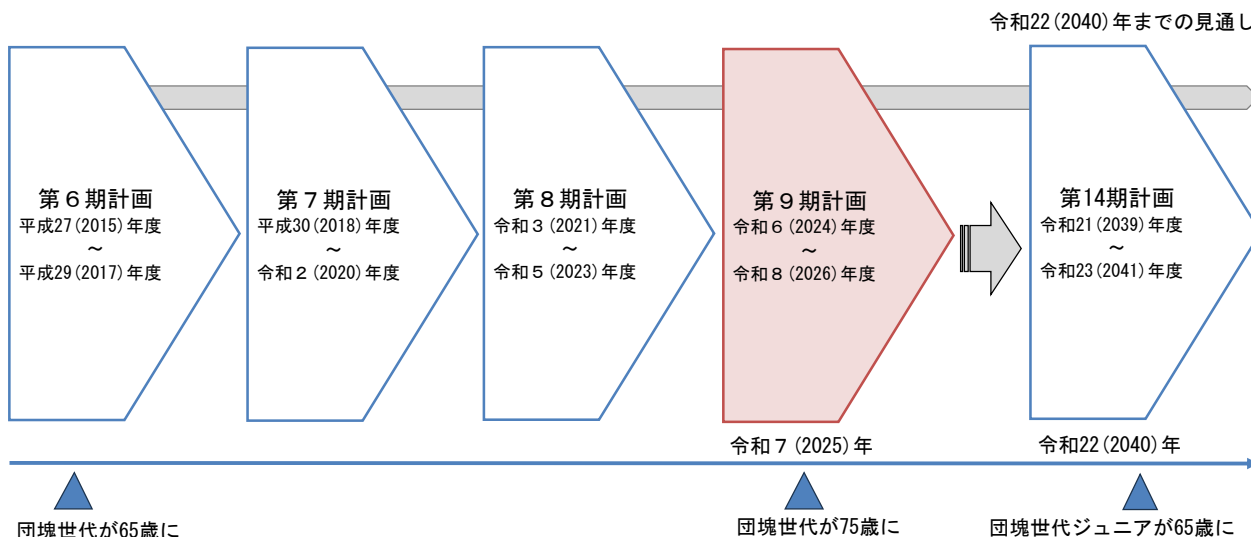 令和22(2040)年までの見通し
第６期計画
平成27(2015)年度
～
平成29(2017)年度
第７期計画
平成30(2018)年度
～
令和２(2020)年度
第８期計画
令和３(2021)年度
～
令和５(2023)年度
第９期計画
令和６(2024)年度
～
令和８(2026)年度
第14期計画
令和21(2039)年度
～
令和23(2041)年度
令和７(2025)年
令和22(2040)年
団塊世代が65歳に
団塊世代が75歳に
団塊世代ジュニアが65歳に